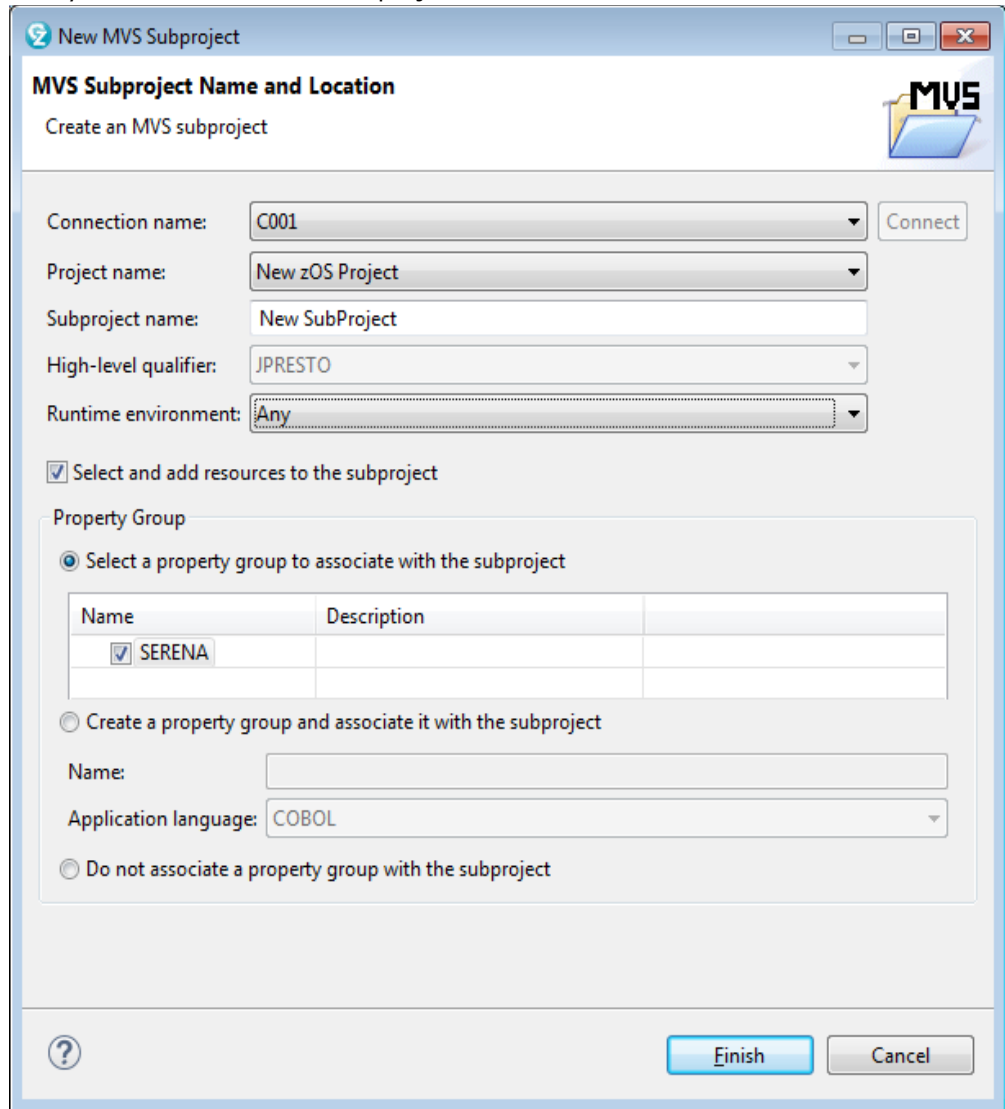 New MVS Subproject
MVS Subproject Name and Location
MVS
Create an MVS subproject
Connection name: C001 Connect
Project name: New zOS Project
Subproject name: New SubProject
High-level qualifier: JPRESTO
Runtime environment: Any
Select and add resources to the subproject
Property Group
Select a property group to associate with the subproject
Name Description
SERENA
Create a property group and associate it with the subproject
Name:
Application language: COBOL
Do not associate a property group with the subproject
? Finish Cancel